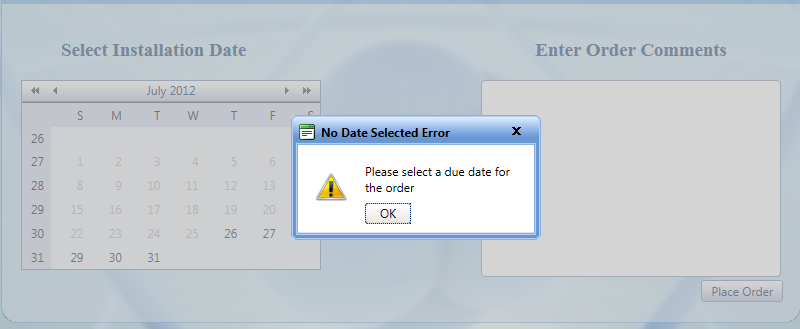 Select Installation Date
Enter Order Comments
July 2012
S M T W T F S
26
27 1 2 3 4 5 6
28 8 9 10 11 12 13
29 15 16 17 18 19 20
30 22 23 24 25 26 27
31 29 30 31
No Date Selected Error
Please select a due date for
the order
OK
Place Order